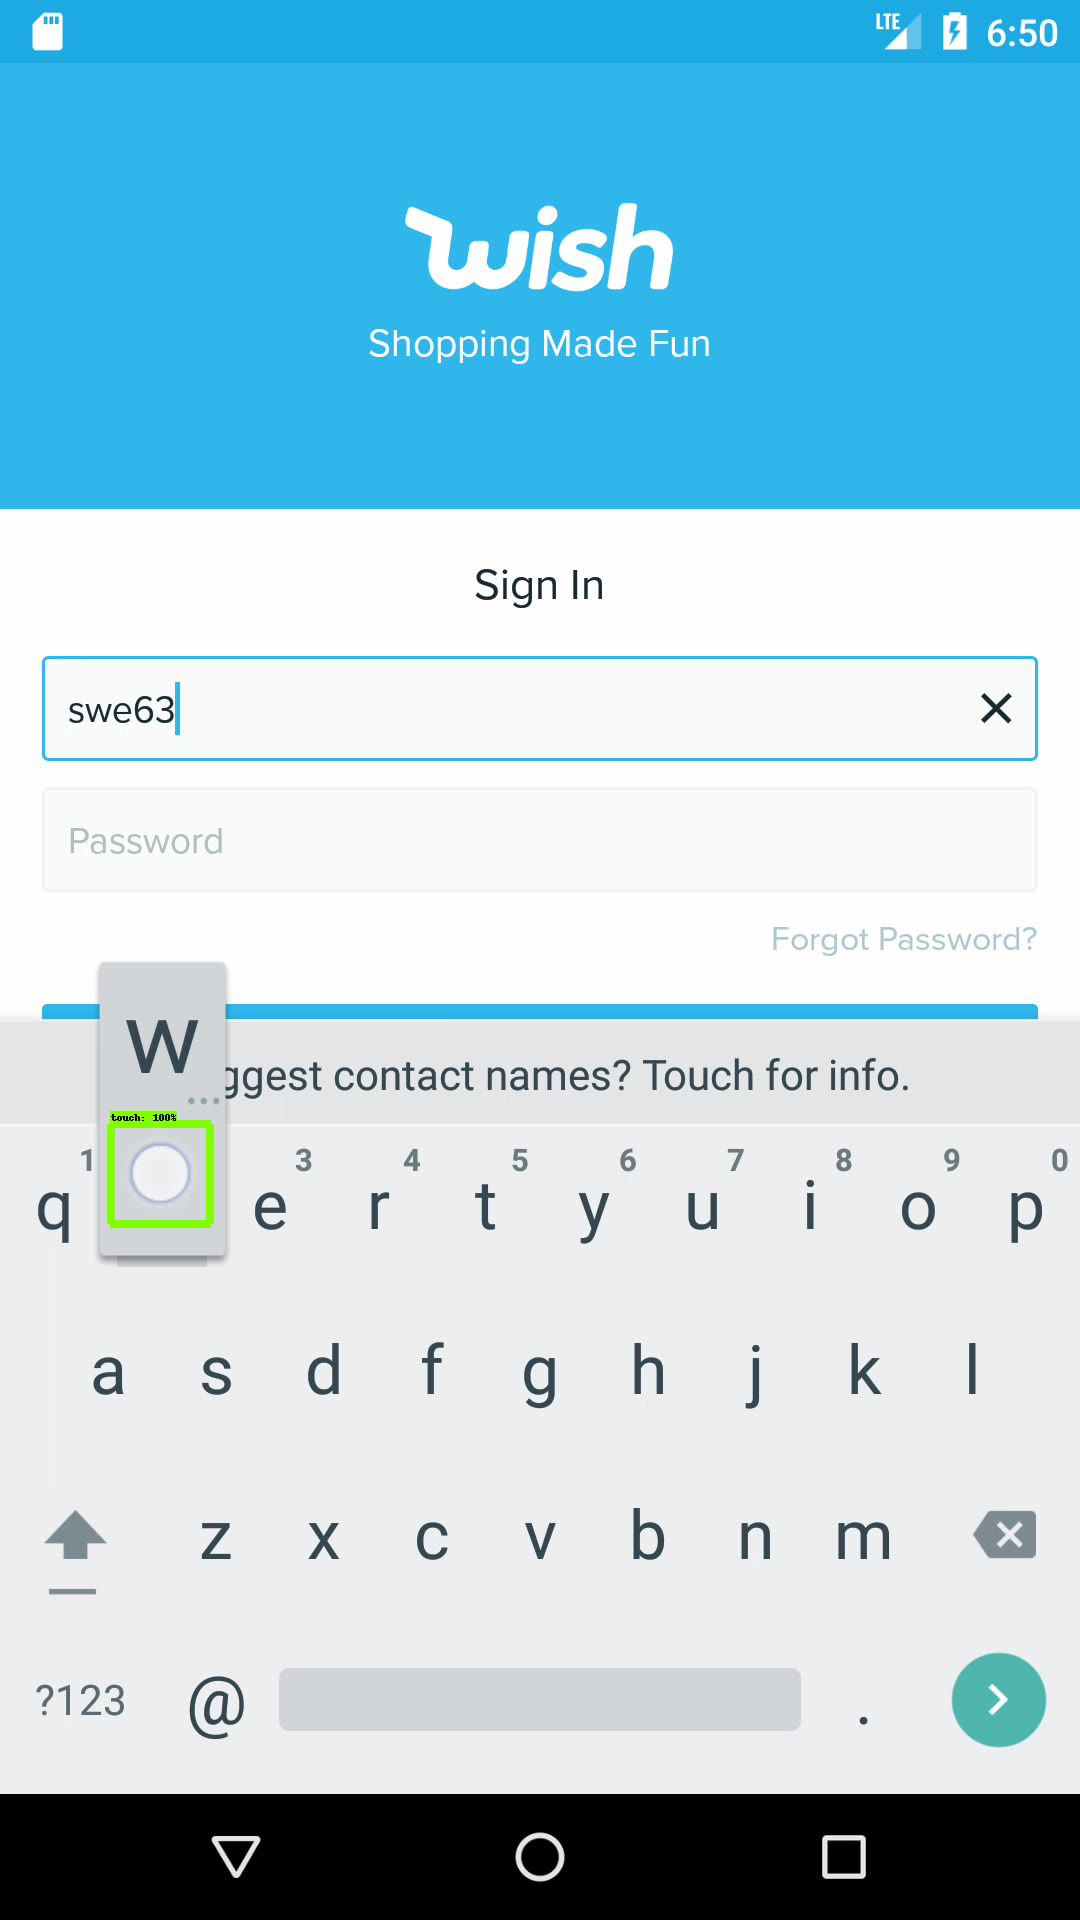 LTE 6:50
wish
Shopping Made Fun
Sign In
swe63
Password
Forgot Password?
w
ggest contact names? Touch for info.
touch: 100%
1 3 4 5 6 7 8 9 0
q e r t y u i o p
a s d f g h j k l
z x c v b n m
?123 @ .